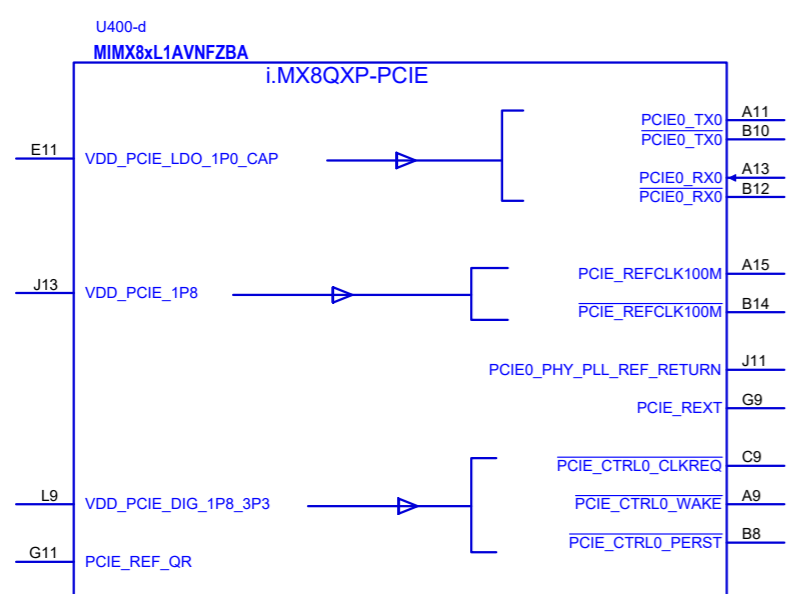 U400-d
MIMX8xL1AVNFZBA
i.MX8QXP-PCIE
PCIE0_TX0 A11
PCIE0_TX0 B10
E11 VDD_PCIE_LDO_1P0_CAP
PCIE0_RX0 A13
PCIE0_RX0 B12
PCIE_REFCLK100M A15
J13 VDD_PCIE_1P8
PCIE_REFCLK100M B14
PCIE0_PHY_PLL_REF_RETURN J11
PCIE_REXT G9
PCIE_CTRL0_CLKREQ C9
L9 VDD_PCIE_DIG_1P8_3P3
PCIE_CTRL0_WAKE A9
PCIE_CTRL0_PERST B8
G11 PCIE_REF_QR